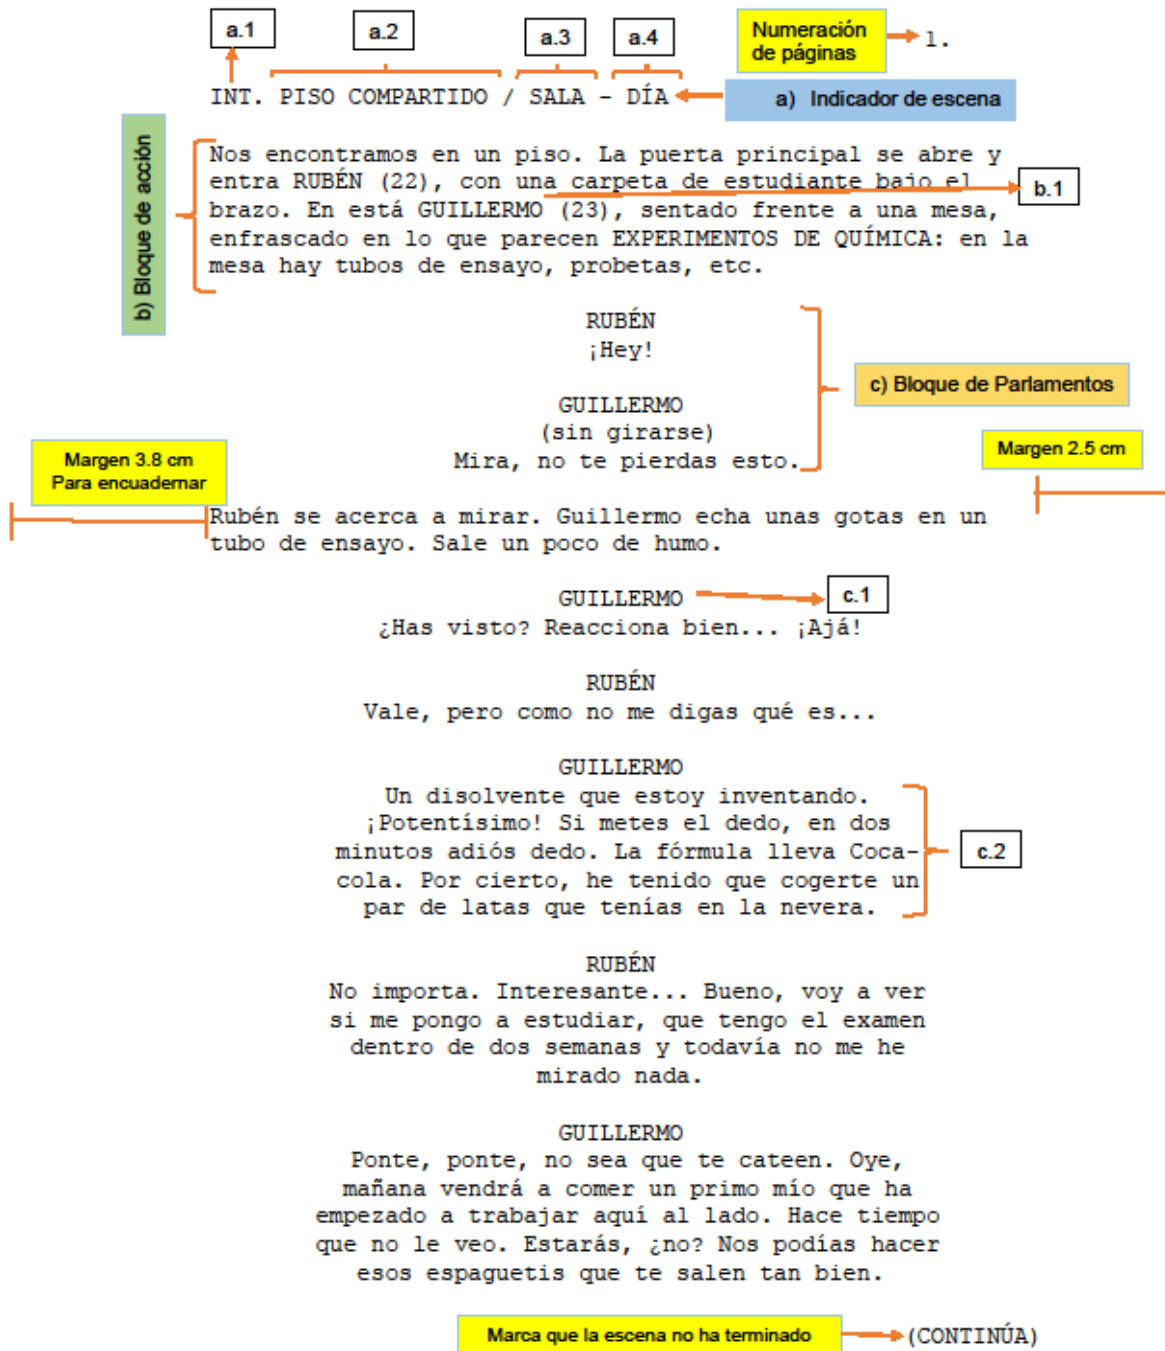 a.1
a.2
a.3
a.4
Numeración
de páginas
1.
INT. PISO COMPARTIDO / SALA - DÍA
a) Indicador de escena
b) Bloque de acción
Nos encontramos en un piso. La puerta principal se abre y
entra RUBÉN (22), con una carpeta de estudiante bajo el
b.1
brazo. En está GUILLERMO (23), sentado frente a una mesa,
enfrascado en lo que parecen EXPERIMENTOS DE QUÍMICA: en la
mesa hay tubos de ensayo, probetas, etc.
RUBÉN
¡Hey!
c) Bloque de Parlamentos
GUILLERMO
(sin girarse)
Mira, no te pierdas esto.
Margen 3.8 cm
Para encuadernar
Margen 2.5 cm
Rubén se acerca a mirar. Guillermo echa unas gotas en un
tubo de ensayo. Sale un poco de humo.
GUILLERMO
c.1
¿Has visto? Reacciona bien... ¡Ajá!
RUBÉN
Vale, pero como no me digas qué es...
GUILLERMO
Un disolvente que estoy inventando.
¡Potentísimo! Si metes el dedo, en dos
minutos adiós dedo. La fórmula lleva Coca-
cola. Por cierto, he tenido que cogerte un
par de latas que tenías en la nevera.
c.2
RUBÉN
No importa. Interesante... Bueno, voy a ver
si me pongo a estudiar, que tengo el examen
dentro de dos semanas y todavía no me he
mirado nada.
GUILLERMO
Ponte, ponte, no sea que te cateen. Oye,
mañana vendrá a comer un primo mío que ha
empezado a trabajar aquí al lado. Hace tiempo
que no le veo. Estarás, ¿no? Nos podías hacer
esos espaguetis que te salen tan bien.
Marca que la escena no ha terminado
(CONTINÚA)